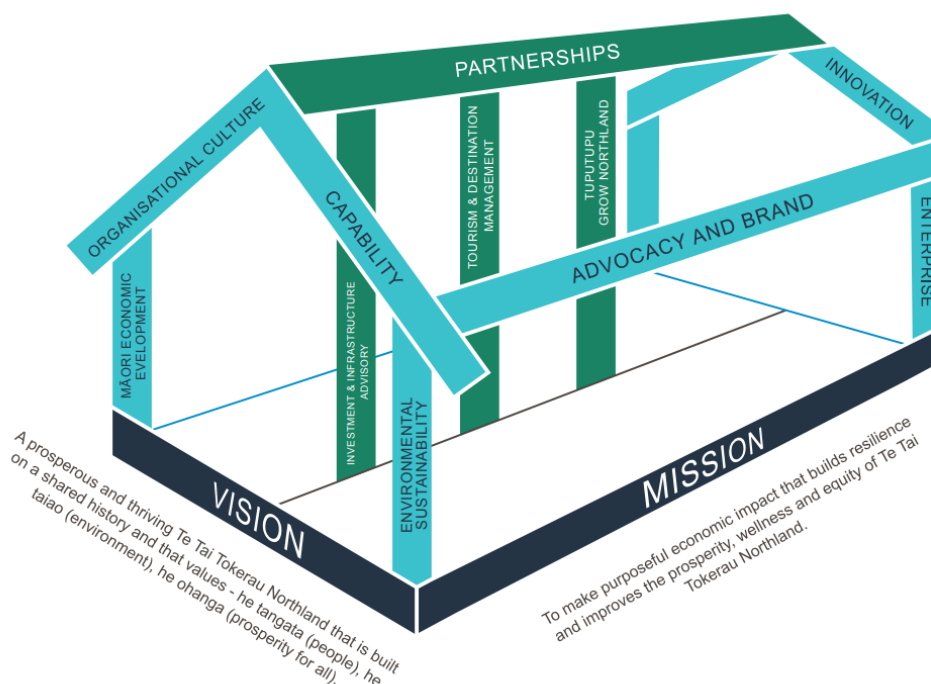 PARTNERSHIPS
INNOVATION
ORGANISATIONAL CULTURE
CAPABILITY
TOURISM & DESTINATION
MANAGEMENT
TUPUTUPU
GROW NORTHLAND
ADVOCACY AND BRAND
ENTERPRISE
MĀORI ECONOMIC
EVELOPMENT
INVESTMENT & INFRASTRUCTURE
ADVISORY
ENVIRONMENTAL
SUSTAINABILITY
VISION
MISSION
A prosperous and thriving Te Tai Tokerau Northland that is built
on a shared history and that values - he tangata (people), he
taiao (environment), he ohanga (prosperity for all).
To make purposeful economic impact that builds resilience
and improves the prosperity, wellness and equity of Te Tai
Tokerau Northland.